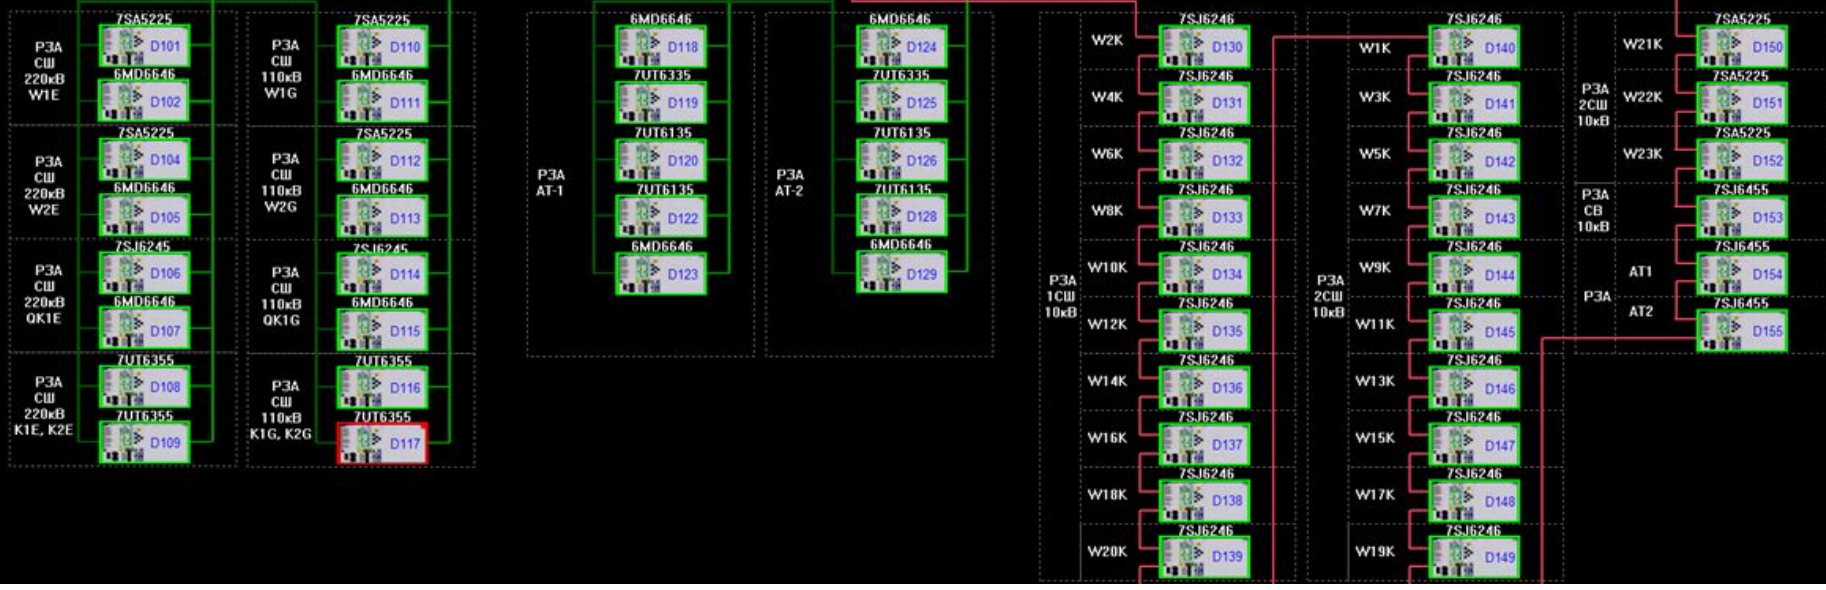 РЗА
СШ
220кВ
W1E
7SA5225
D101
6MD6646
D102
РЗА
СШ
220кВ
W2E
7SA5225
D104
6MD6646
D105
РЗА
СШ
220кВ
QK1E
7SJ6245
D106
6MD6646
D107
РЗА
СШ
220кВ
K1E, K2E
7UT6355
D108
7UT6355
D109
РЗА
СШ
110кВ
W1G
7SA5225
D110
6MD6646
D111
РЗА
СШ
110кВ
W2G
7SA5225
D112
6MD6646
D113
РЗА
СШ
110кВ
QK1G
7SJ6245
D114
6MD6646
D115
РЗА
СШ
110кВ
K1G, K2G
7UT6355
D116
7UT6355
D117
РЗА
АТ-1
6MD6646
D118
7UT6335
D119
7UT6135
D120
7UT6135
D122
6MD6646
D123
РЗА
АТ-2
6MD6646
D124
7UT6335
D125
7UT6135
D126
7UT6135
D128
6MD6646
D129
РЗА
1СШ
10кВ
W2K
7SJ6246
D130
W4K
7SJ6246
D131
W6K
7SJ6246
D132
W8K
7SJ6246
D133
W10K
7SJ6246
D134
W12K
7SJ6246
D135
W14K
7SJ6246
D136
W16K
7SJ6246
D137
W18K
7SJ6246
D138
W20K
7SJ6246
D139
РЗА
2СШ
10кВ
W1K
7SJ6246
D140
W3K
7SJ6246
D141
W5K
7SJ6246
D142
W7K
7SJ6246
D143
W9K
7SJ6246
D144
W11K
7SJ6246
D145
W13K
7SJ6246
D146
W15K
7SJ6246
D147
W17K
7SJ6246
D148
W19K
7SJ6246
D149
РЗА
2СШ
10кВ
W21K
7SA5225
D150
W22K
7SA5225
D151
W23K
7SA5225
D152
РЗА
СВ
10кВ
7SJ6455
D153
РЗА
АТ1
7SJ6455
D154
АТ2
7SJ6455
D155